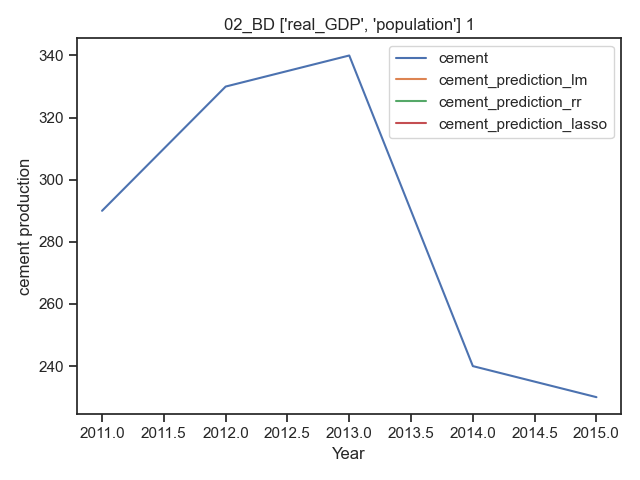 02_BD ['real_GDP', 'population'] 1
cement
cement_prediction_lm
cement_prediction_rr
cement_prediction_lasso
cement production
340
320
300
280
260
240
2011.0 2011.5 2012.0 2012.5 2013.0 2013.5 2014.0 2014.5 2015.0
Year